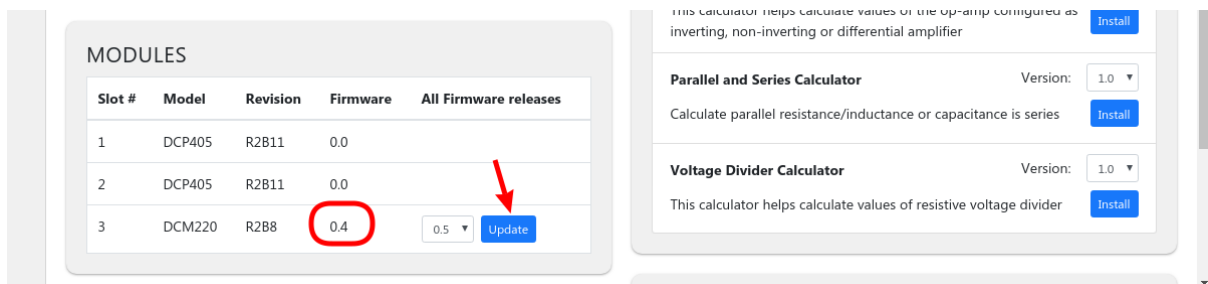 MODULES
Slot # Model Revision Firmware All Firmware releases
1 DCP405 R2B11 0.0
2 DCP405 R2B11 0.0
3 DCM220 R2B8 0.4 0.5 Update
This calculator helps calculate values of the op-amp configured as
inverting, non-inverting or differential amplifier
Install
Parallel and Series Calculator Version: 1.0
Calculate parallel resistance/inductance or capacitance is series Install
Voltage Divider Calculator Version: 1.0
This calculator helps calculate values of resistive voltage divider Install